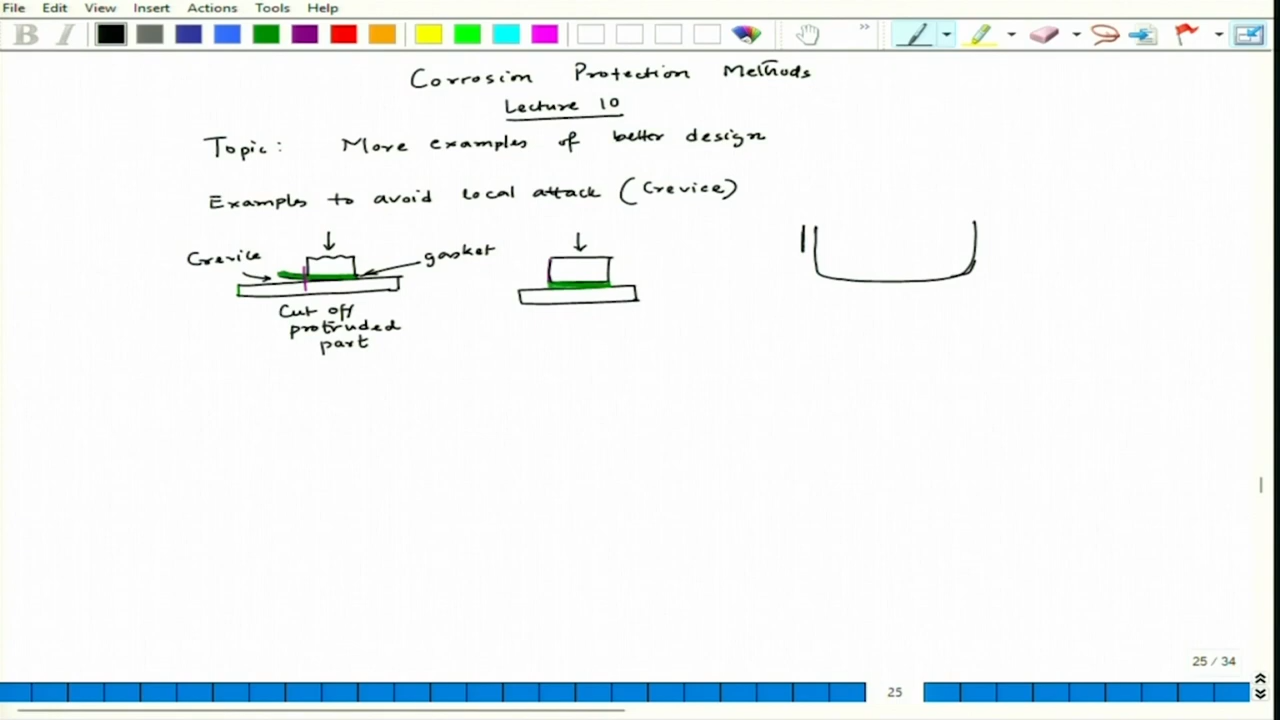 File Edit View Insert Actions Tools Help
B I
Corrosion Protection Methods
Lecture 10
Topic: More examples of better design
Examples to avoid local attack (Crevice)
Crevice
gasket
Cut off
protruded
part
25 / 34
25